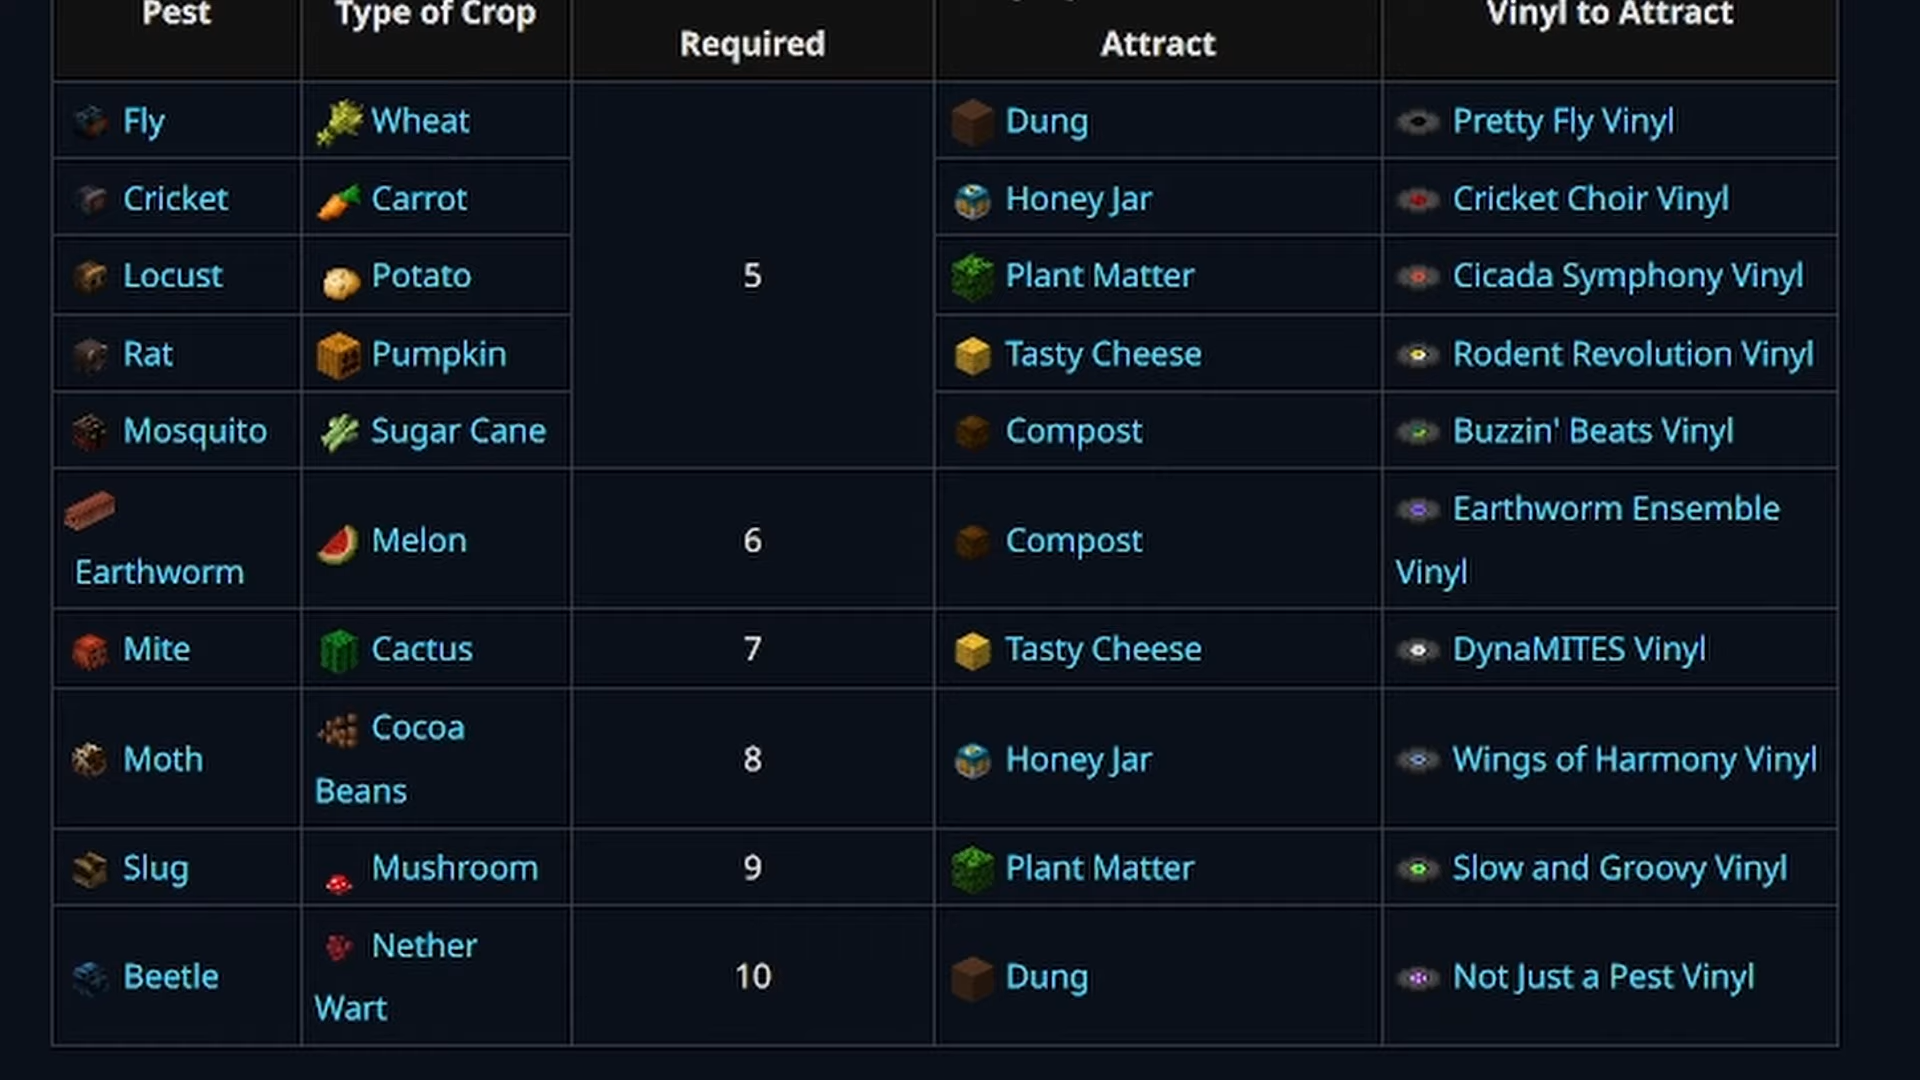 Pest
Type of Crop
Required
Attract
Vinyl to Attract
Fly
Wheat
5
Dung
Pretty Fly Vinyl
Cricket
Carrot
Honey Jar
Cricket Choir Vinyl
Locust
Potato
Plant Matter
Cicada Symphony Vinyl
Rat
Pumpkin
Tasty Cheese
Rodent Revolution Vinyl
Mosquito
Sugar Cane
Compost
Buzzin' Beats Vinyl
Earthworm
Melon
6
Compost
Earthworm Ensemble
Vinyl
Mite
Cactus
7
Tasty Cheese
DynaMITES Vinyl
Moth
Cocoa
Beans
8
Honey Jar
Wings of Harmony Vinyl
Slug
Mushroom
9
Plant Matter
Slow and Groovy Vinyl
Beetle
Nether
Wart
10
Dung
Not Just a Pest Vinyl